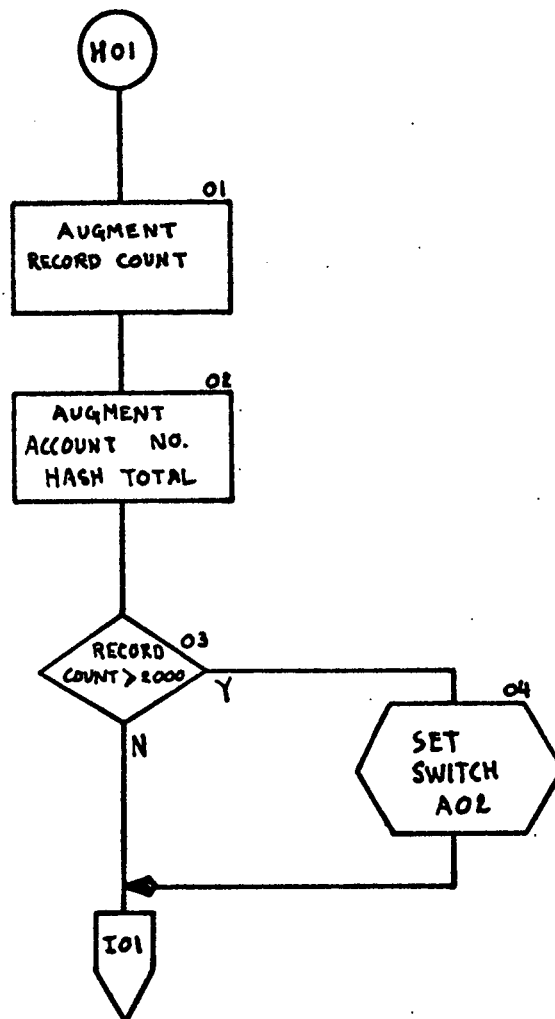 H01
01
AUGMENT
RECORD COUNT
02
AUGMENT
ACCOUNT NO.
HASH TOTAL
03
RECORD
COUNT > 2000
Y
N
04
SET
SWITCH
A02
I01